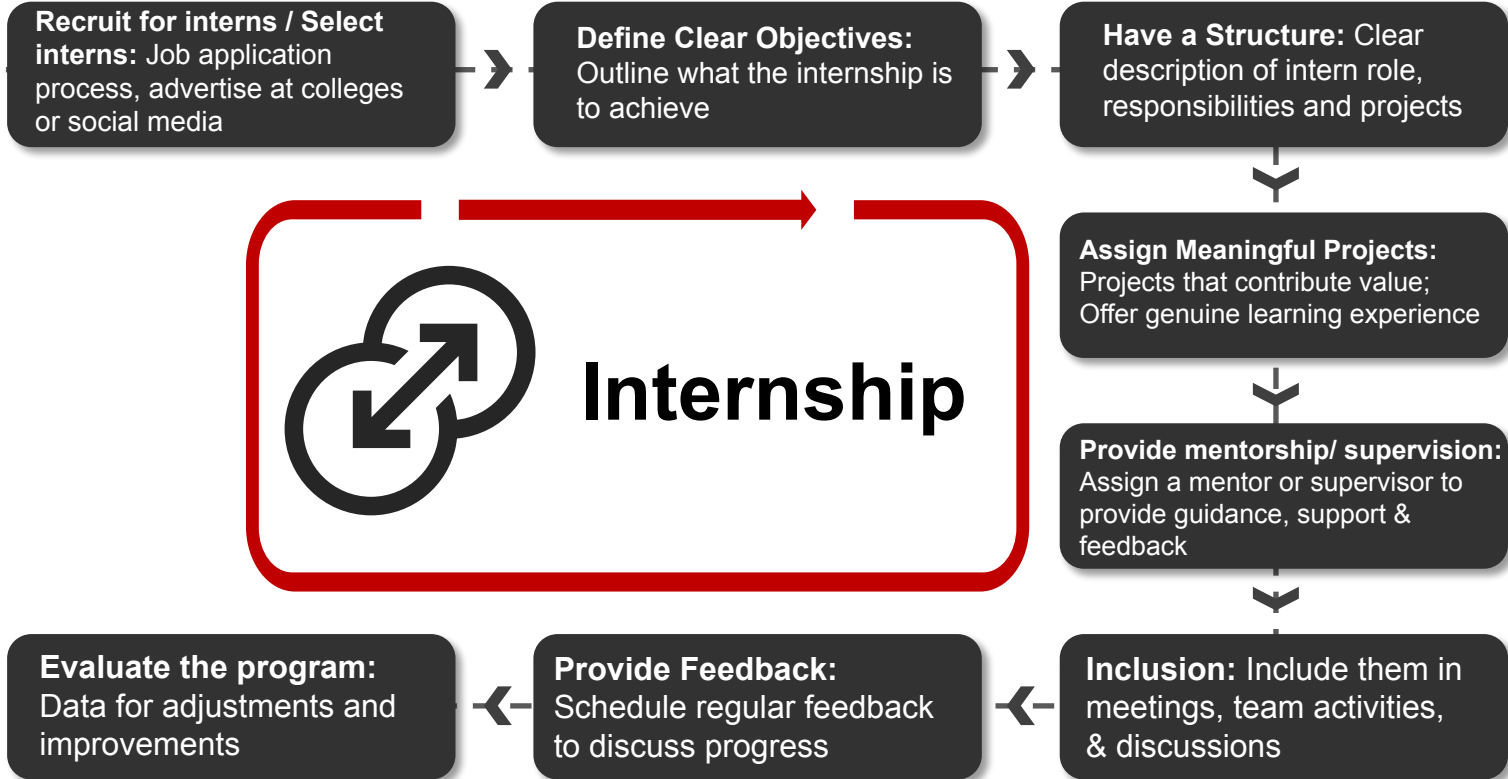 Recruit for interns / Select
interns: Job application
process, advertise at colleges
or social media
Define Clear Objectives:
Outline what the internship is
to achieve
Have a Structure: Clear
description of intern role,
responsibilities and projects
Assign Meaningful Projects:
Projects that contribute value;
Offer genuine learning experience
Internship
Provide mentorship/ supervision:
Assign a mentor or supervisor to
provide guidance, support &
feedback
Inclusion: Include them in
meetings, team activities,
& discussions
Provide Feedback:
Schedule regular feedback
to discuss progress
Evaluate the program:
Data for adjustments and
improvements